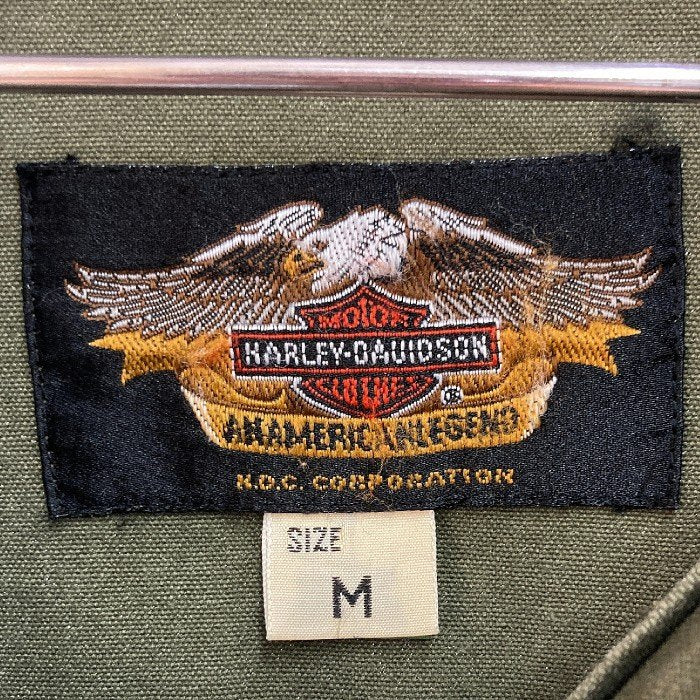 MOTOR
HARLEY-DAVIDSON
CYCLES
®
AN AMERICAN LEGEND
H.D.C. CORPORATION
SIZE
M